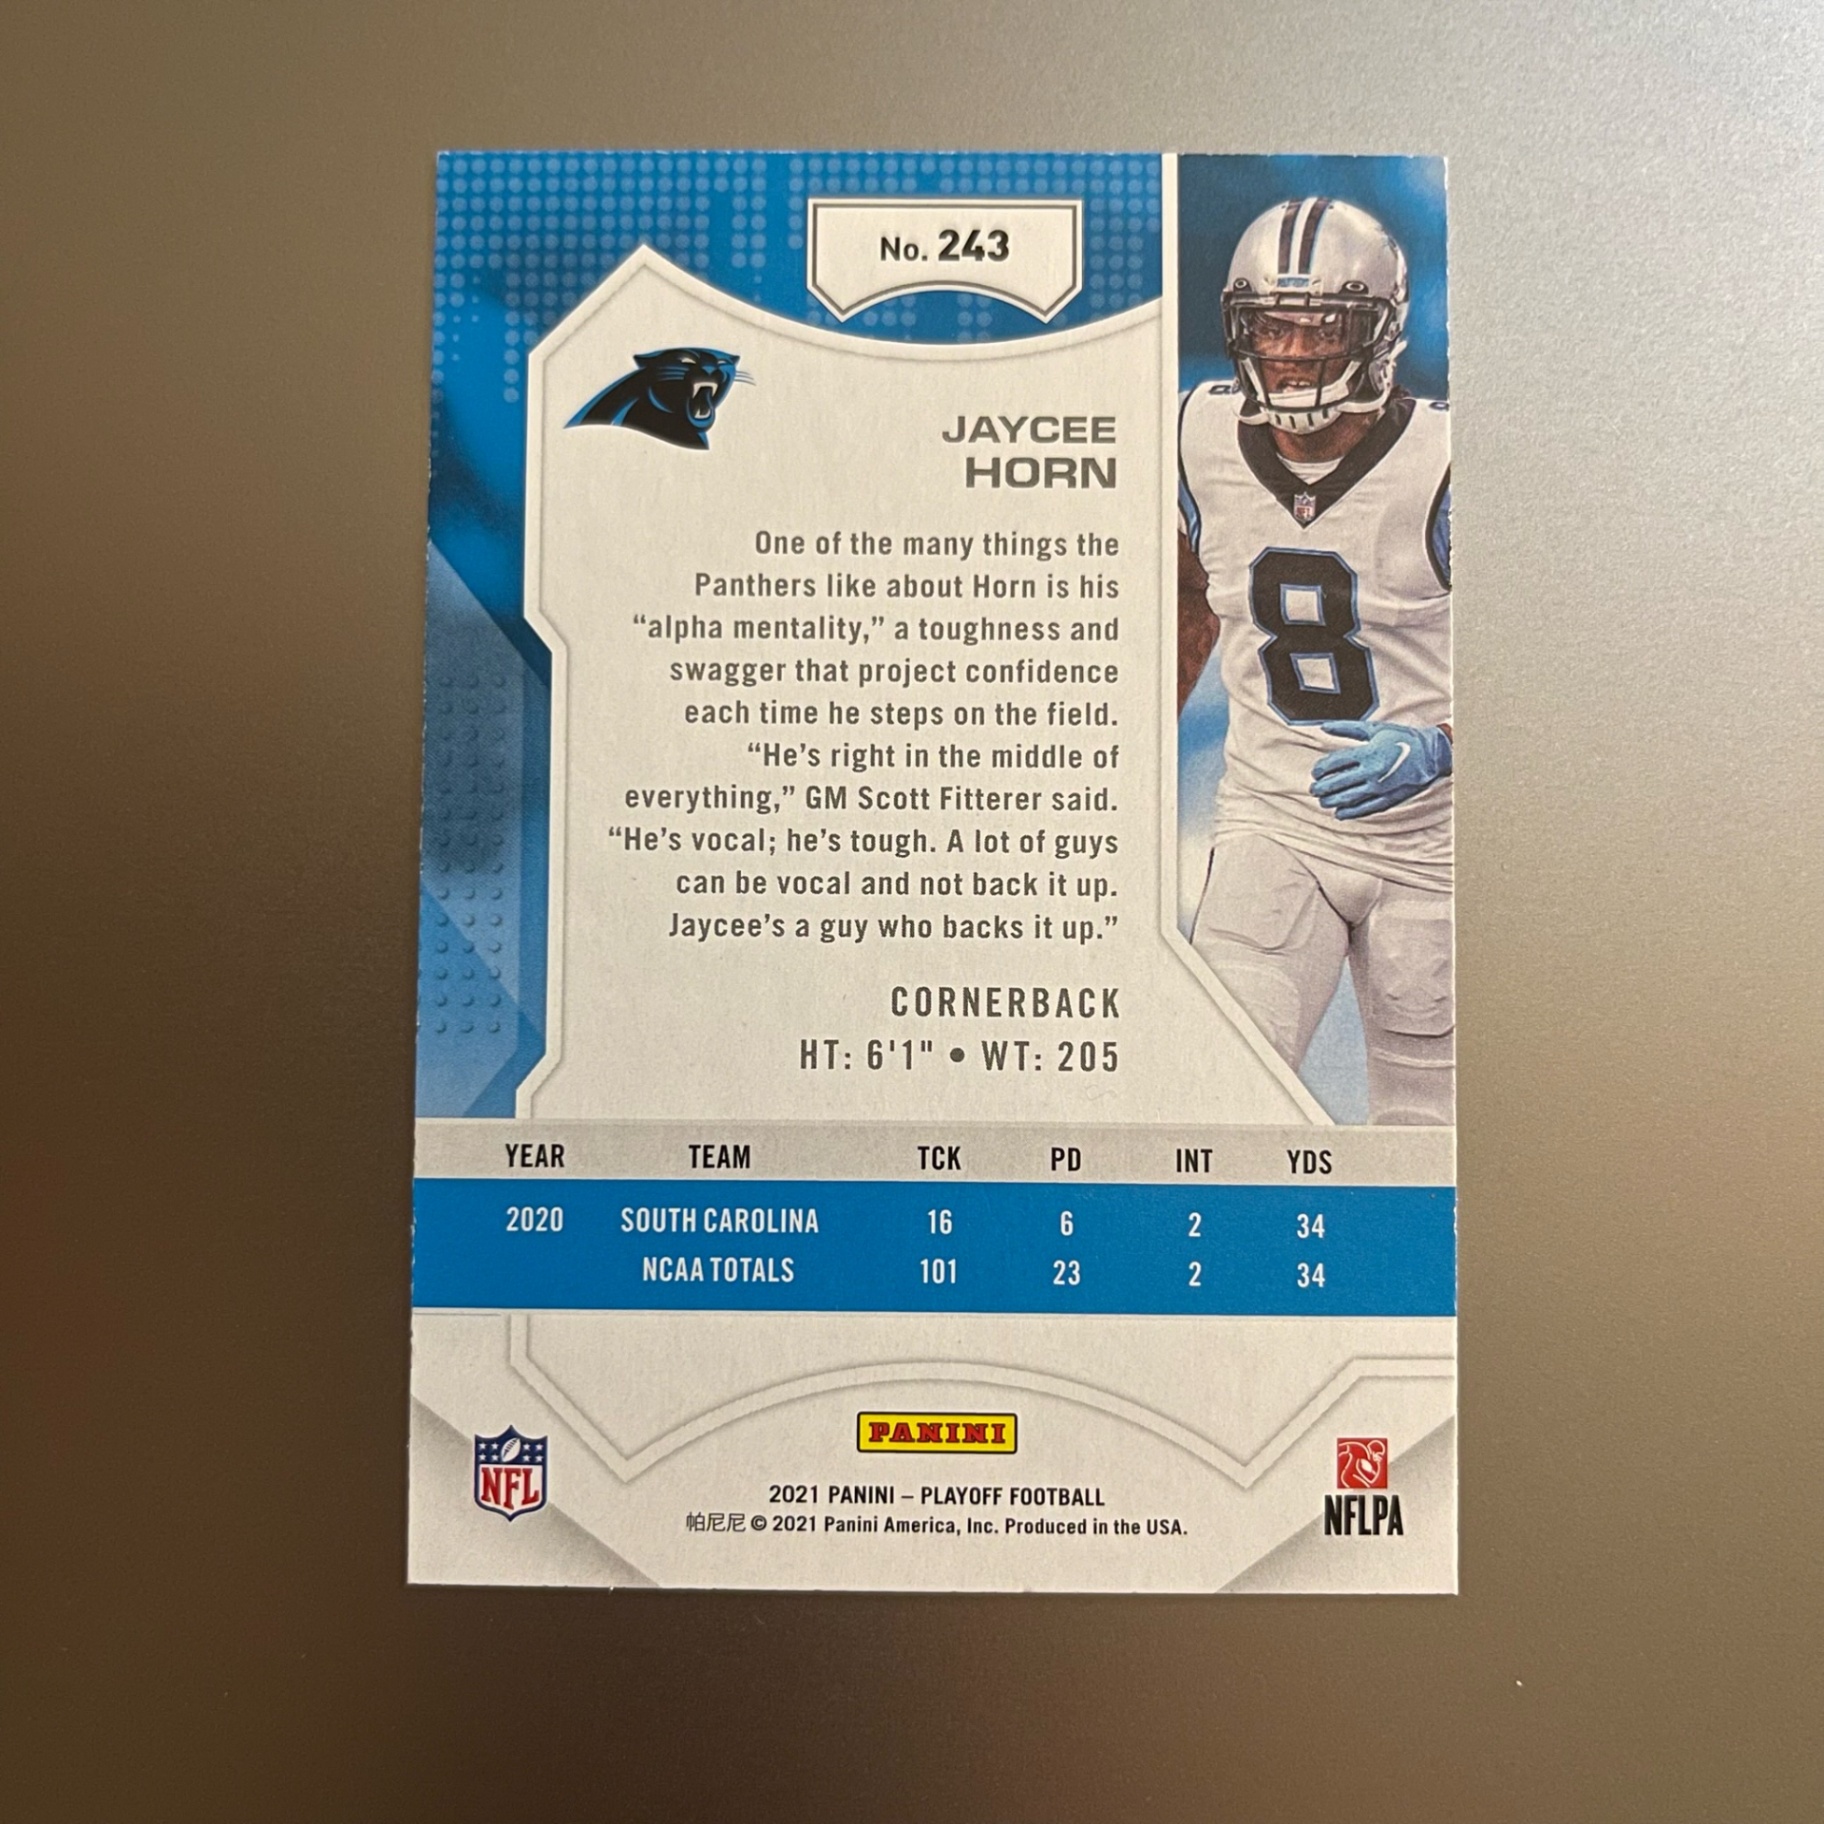 No. 243
JAYCEE
HORN
One of the many things the
Panthers like about Horn is his
“alpha mentality,” a toughness and
swagger that project confidence
each time he steps on the field.
“He’s right in the middle of
everything,” GM Scott Fitterer said.
“He’s vocal; he’s tough. A lot of guys
can be vocal and not back it up.
Jaycee’s a guy who backs it up.”
CORNERBACK
HT: 6'1" • WT: 205
8
YEAR TEAM TCK PD INT YDS
2020 SOUTH CAROLINA 16 6 2 34
NCAA TOTALS 101 23 2 34
PANINI
NFL
NFLPA
2021 PANINI – PLAYOFF FOOTBALL
帕尼尼 © 2021 Panini America, Inc. Produced in the USA.